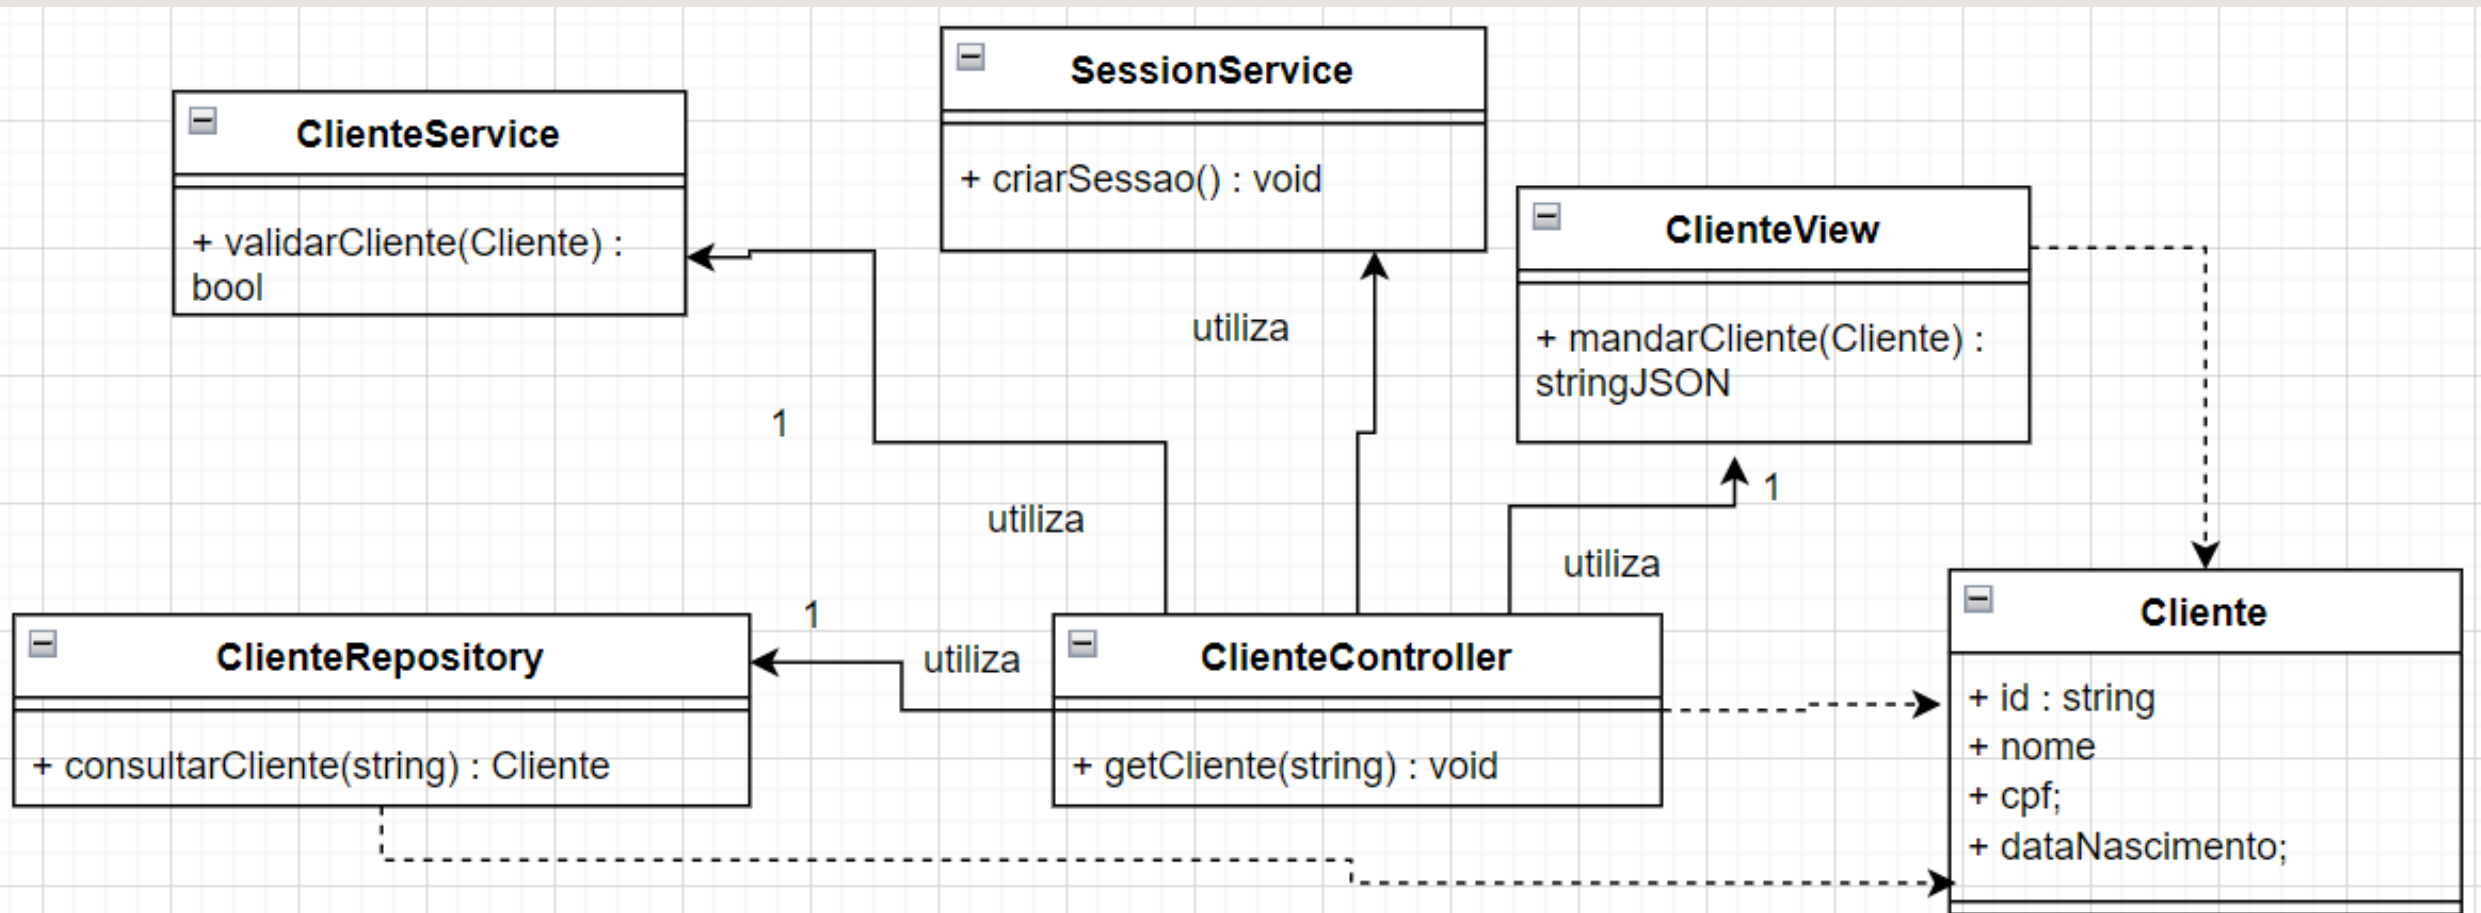 SessionService
+ criarSessao() : void
ClienteService
+ validarCliente(Cliente) :
bool
ClienteView
+ mandarCliente(Cliente) :
stringJSON
utiliza
1
utiliza
1
utiliza
1
utiliza
ClienteRepository
+ consultarCliente(string) : Cliente
ClienteController
+ getCliente(string) : void
Cliente
+ id : string
+ nome
+ cpf;
+ dataNascimento;